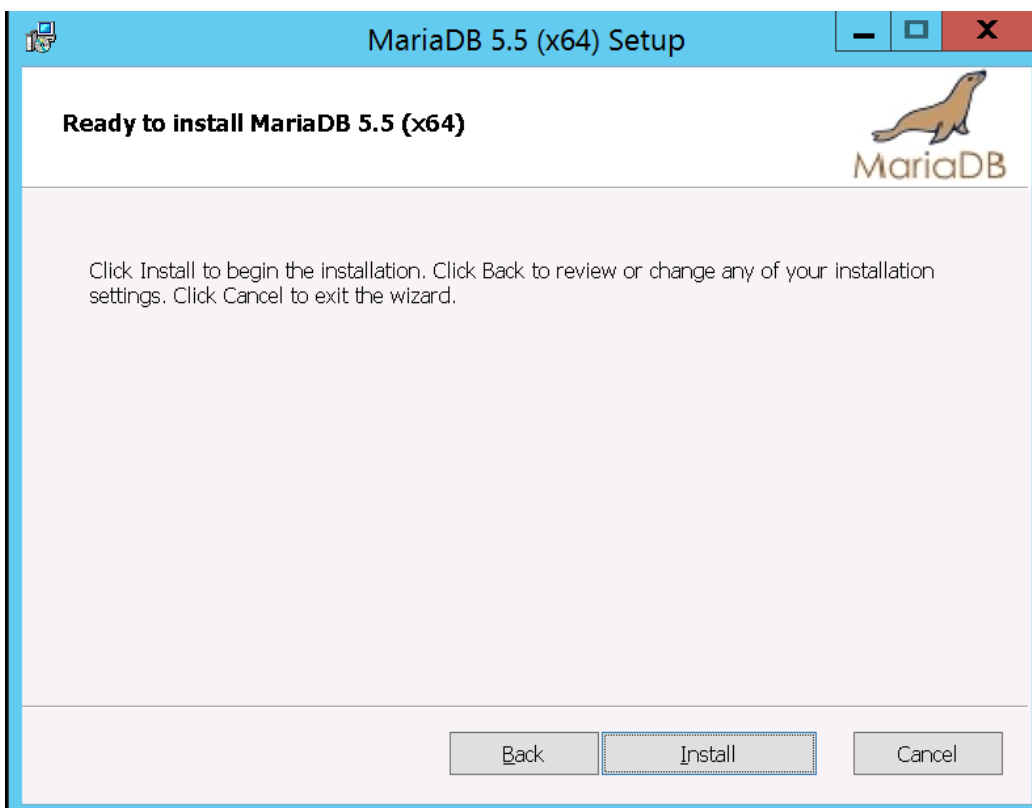 MariaDB 5.5 (x64) Setup
Ready to install MariaDB 5.5 (x64)
MariaDB
Click Install to begin the installation. Click Back to review or change any of your installation
settings. Click Cancel to exit the wizard.
Back
Install
Cancel